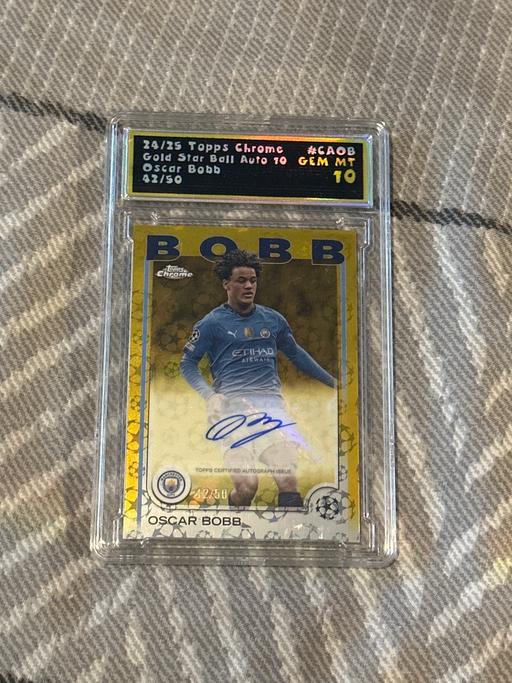 24/25 Topps Chrome #CAOB
Gold Star Ball Auto 10 GEM MT
Oscar Bobb 10
42/50
BOBB
Topps
Chrome
ETIHAD
AIRWAYS
TOPPS CERTIFIED AUTOGRAPH ISSUE
42/50
OSCAR BOBB